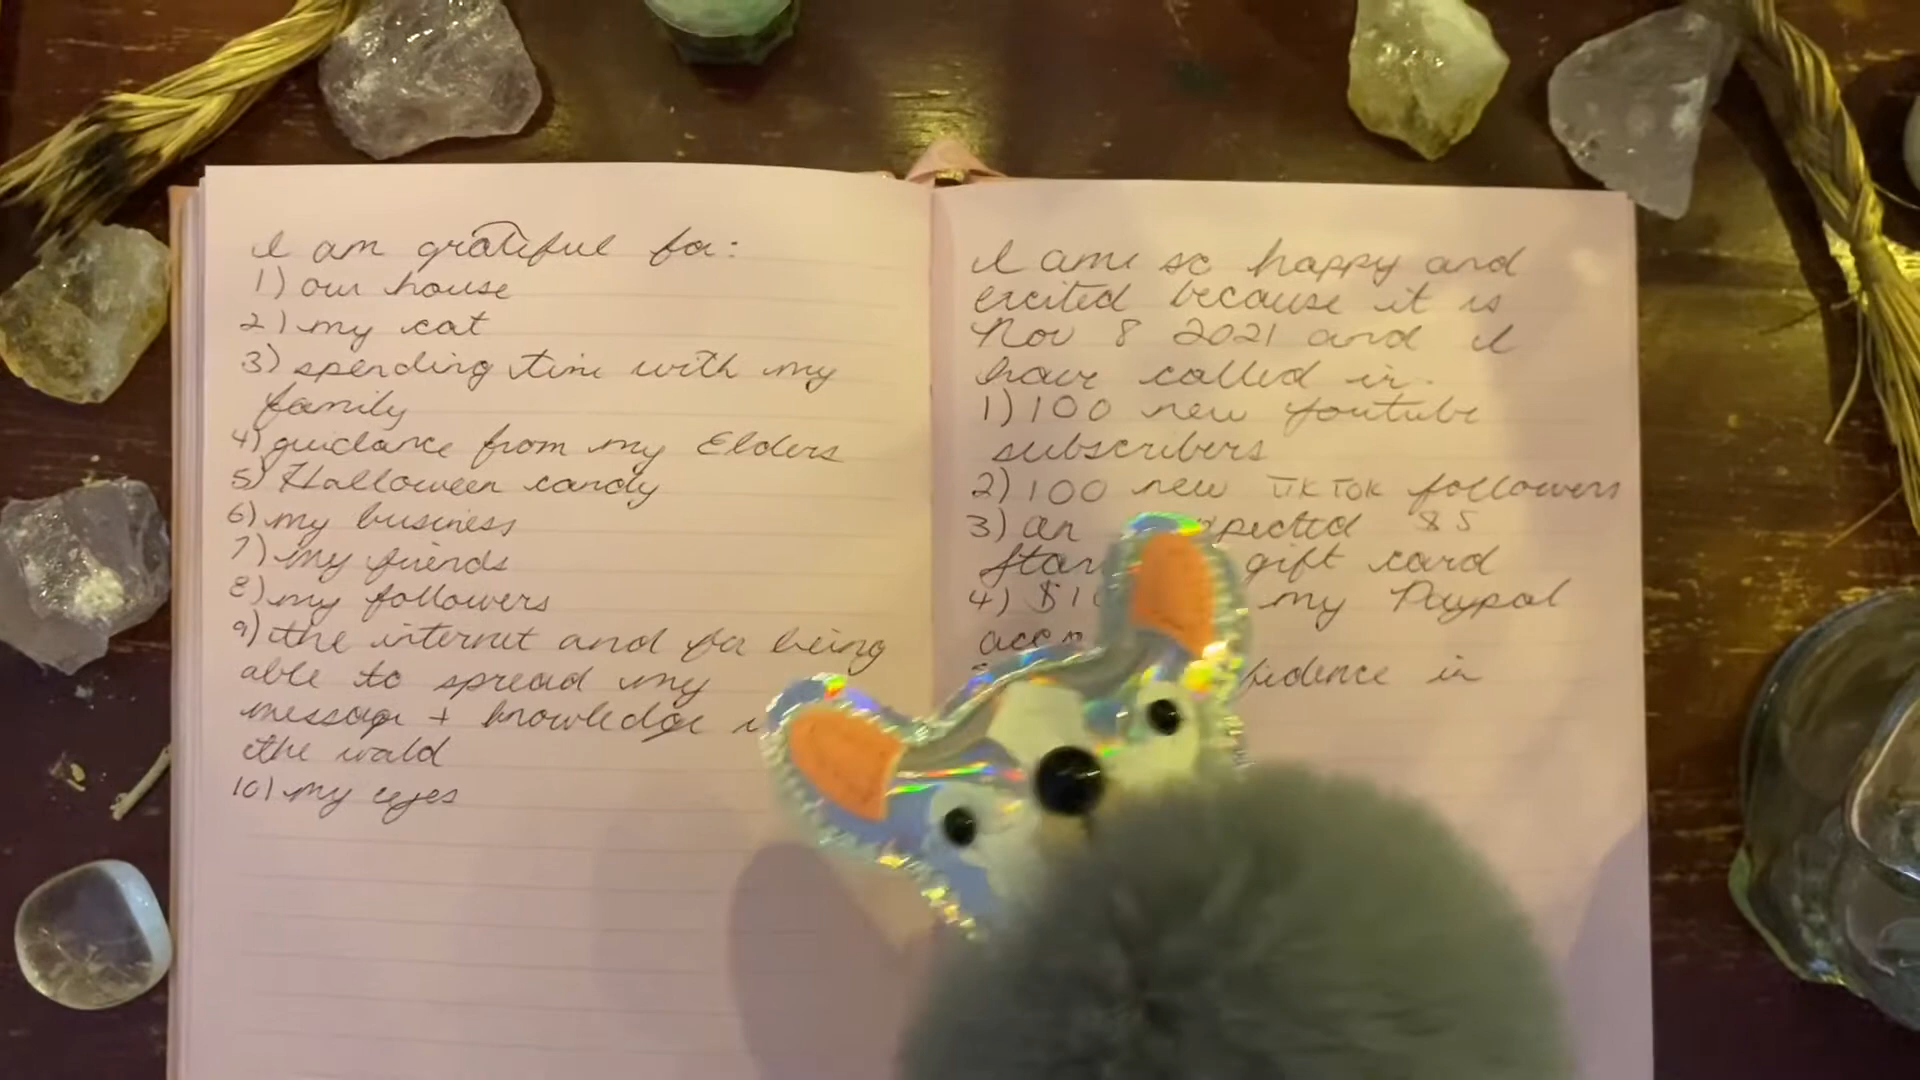 I am grateful for:
1) our house
2) my cat
3) spending time with my
family
4) guidance from my Elders
5) Halloween candy
6) my business
7) my friends
8) my followers
9) the internet and for being
able to spread my
message + knowledge
the world
10) my eyes
I am so happy and
excited because it is
Nov 8 2021 and I
have called in.
1) 100 new youtube
subscribers
2) 100 new TIKTOK followers
3) an $5
gift card
4) my Paypal
in